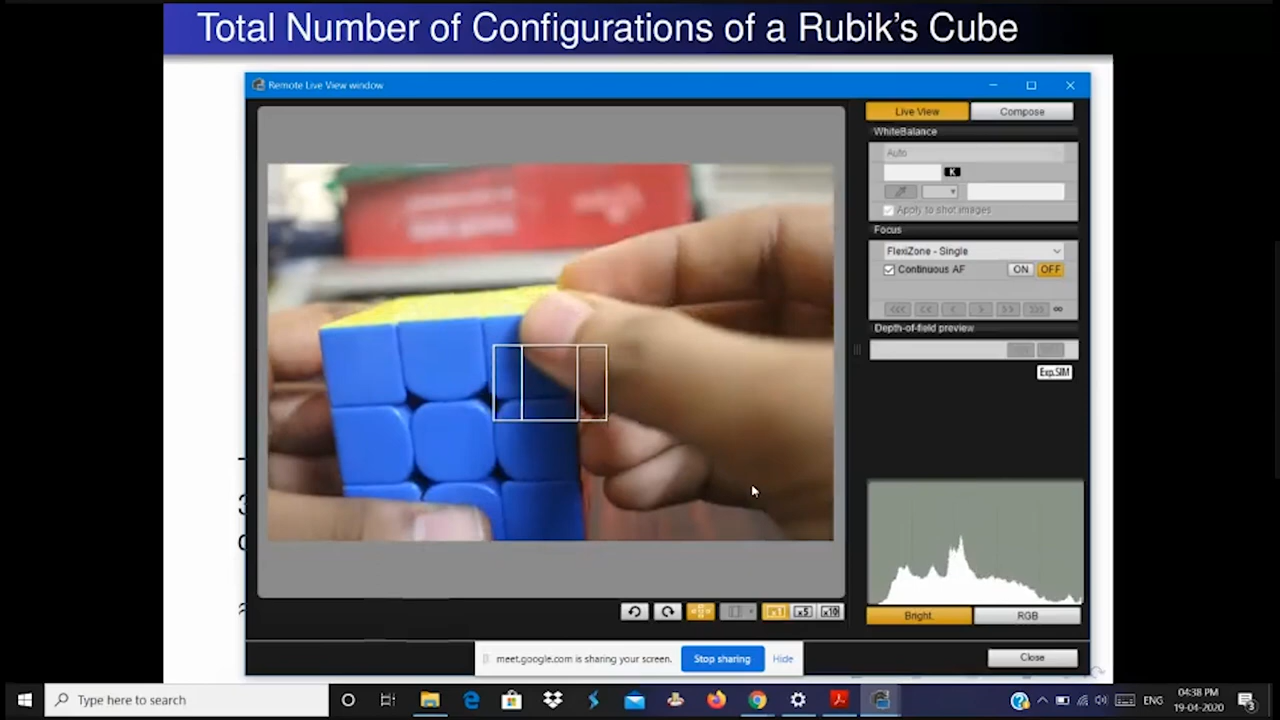 Total Number of Configurations of a Rubik's Cube
Remote Live View window
Live View
Compose
WhiteBalance
Auto
K
Apply to shot images
Focus
FlexiZone - Single
Continuous AF
ON
OFF
<<<
<<
<
>
>>
>>>
∞
Depth-of-field preview
Exp.SIM
x1
x5
x10
Bright.
RGB
meet.google.com is sharing your screen.
Stop sharing
Hide
Close
Type here to search
ENG
04:38 PM
19-04-2020
3